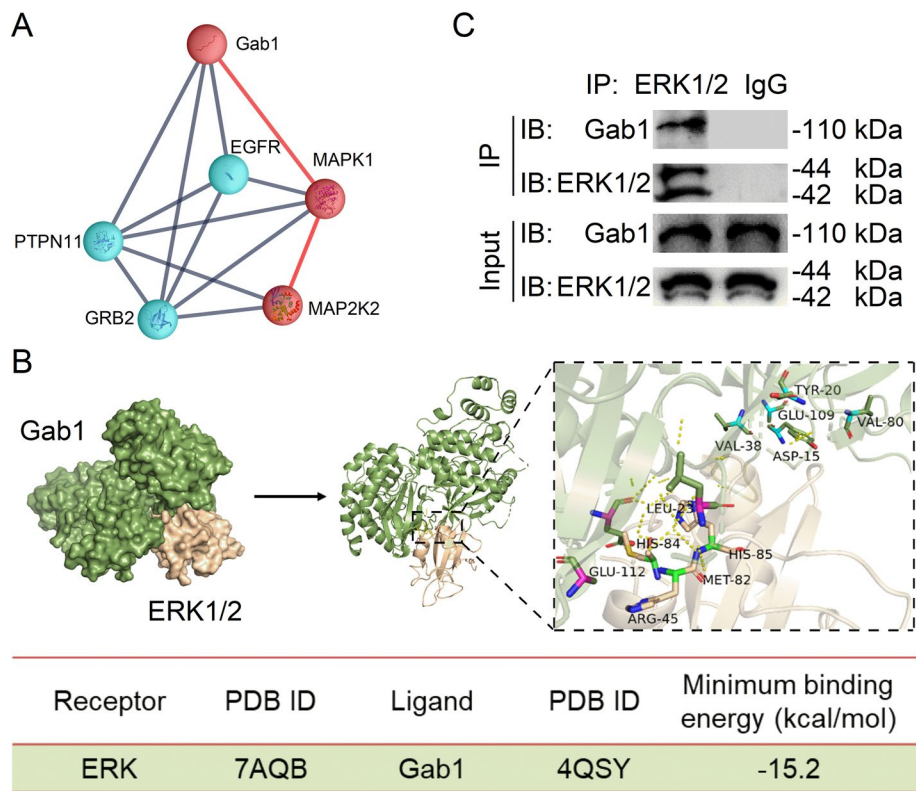 A
Gab1
EGFR
MAPK1
PTPN11
GRB2
MAP2K2
C
IP: ERK1/2 IgG
IP
IB: Gab1 -110 kDa
IB: ERK1/2 -44 kDa
-42 kDa
Input
IB: Gab1 -110 kDa
IB: ERK1/2 -44 kDa
-42 kDa
B
Gab1
ERK1/2
TYR-20
GLU-109
VAL-80
VAL-38
ASP-15
LEU-23
HIS-84
HIS-85
GLU-112
MET-82
ARG-45
Receptor PDB ID Ligand PDB ID Minimum binding
energy (kcal/mol)
ERK 7AQB Gab1 4QSY -15.2